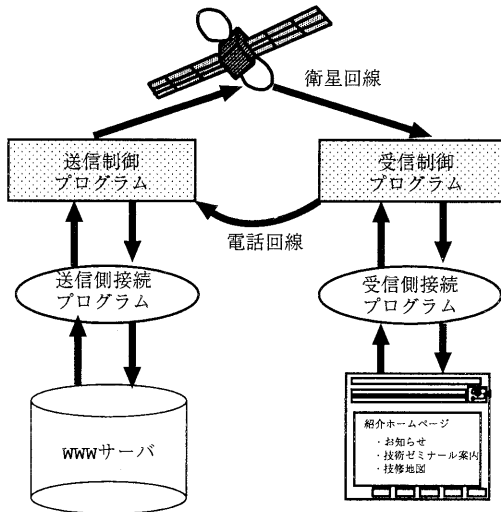 衛星回線
送信制御
プログラム
受信制御
プログラム
電話回線
送信側接続
プログラム
受信側接続
プログラム
WWWサーバ
紹介ホームページ
・お知らせ
・技術ゼミナール案内
・技修地図